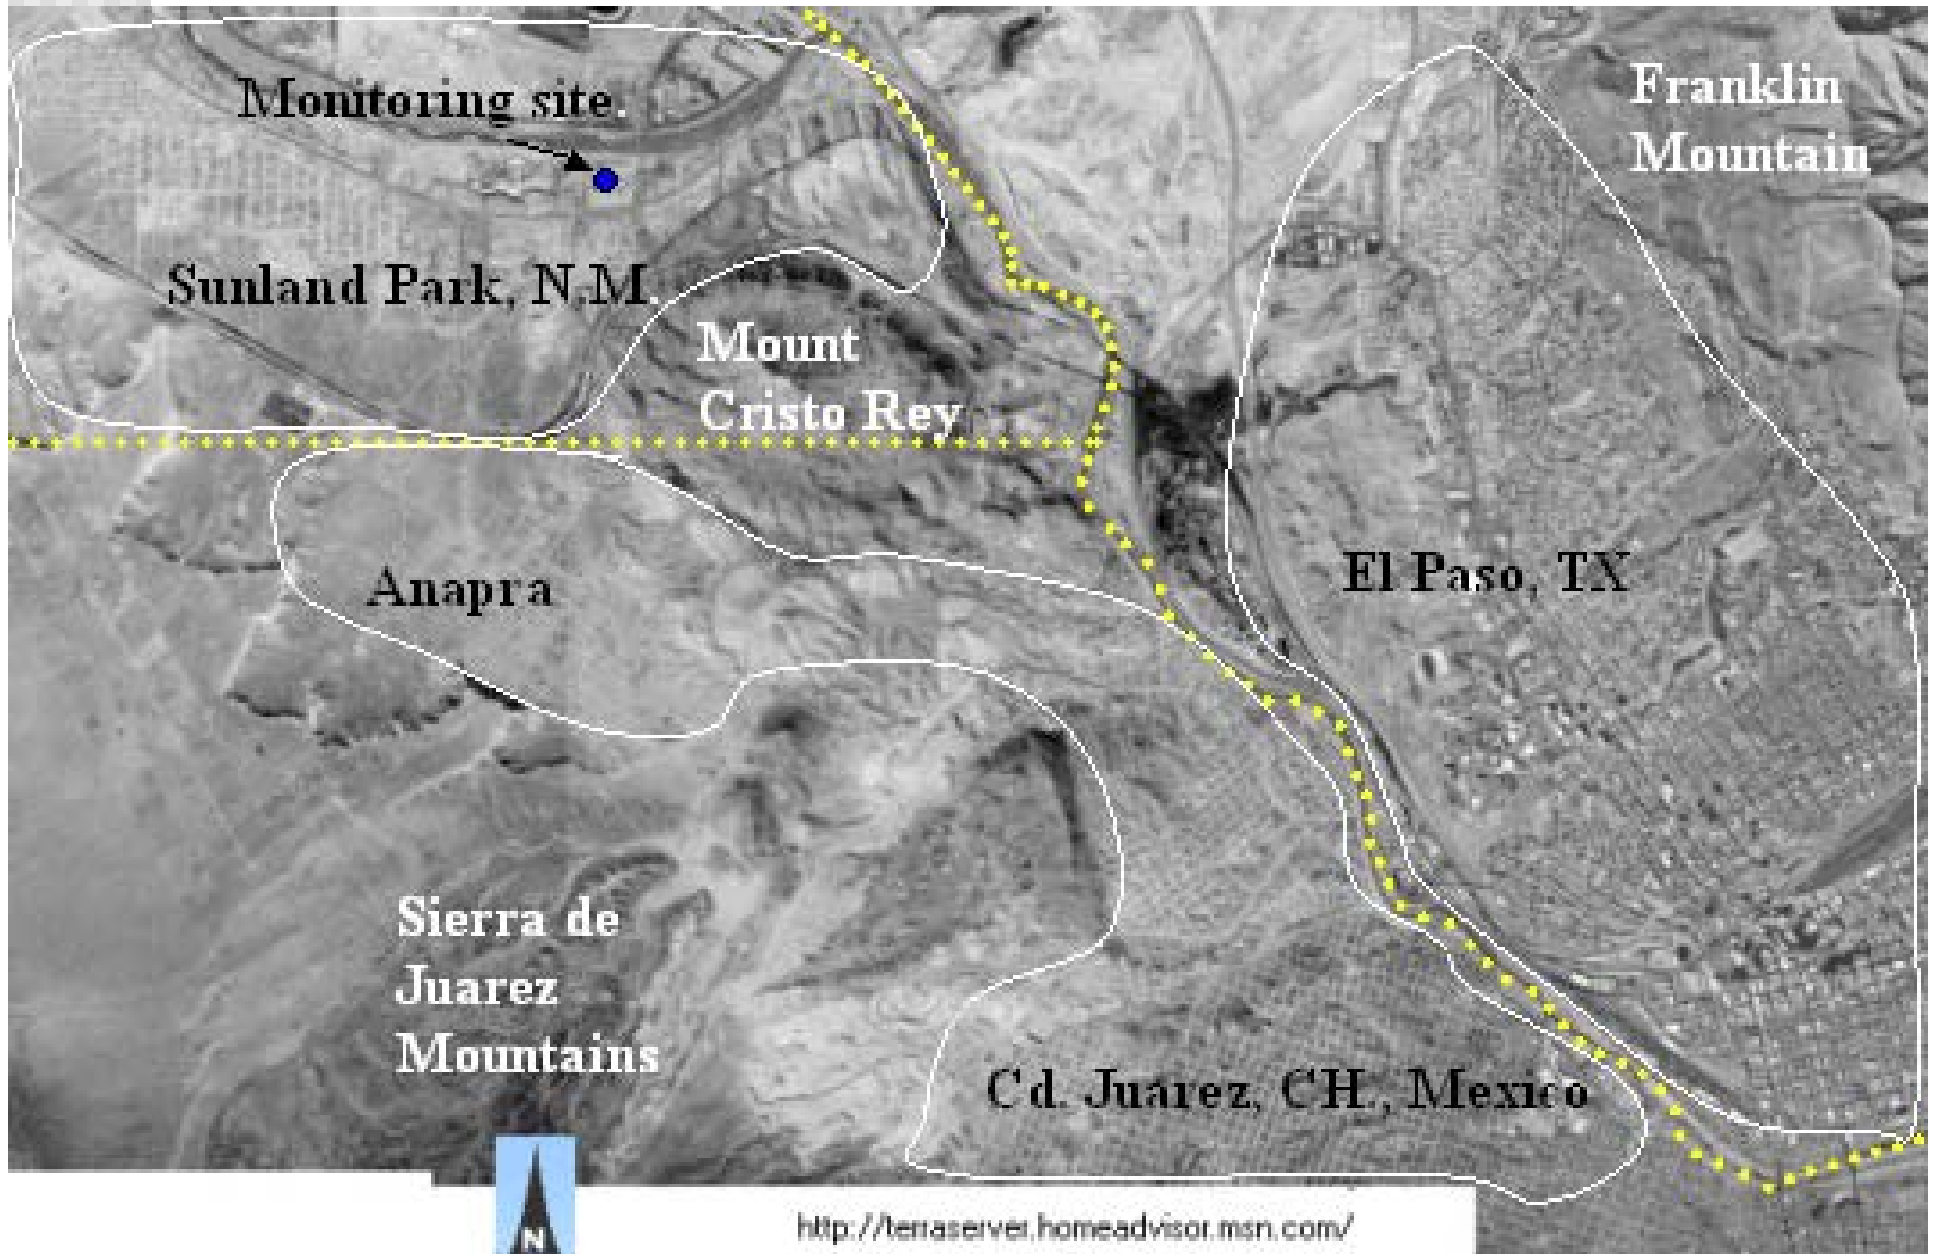 Franklin
Mountain
Monitoring site.
Sunland Park, N.M.
Mount
Cristo Rey
El Paso, TX
Anapra
Sierra de
Juarez
Mountains
Cd. Juarez, CH., Mexico
N
http://terraserver.homeadvisor.msn.com/